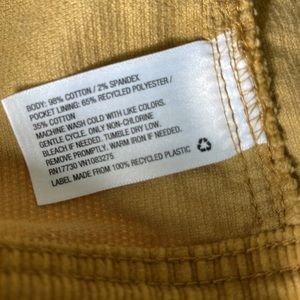 BODY: 98% COTTON / 2% SPANDEX
POCKET LINING: 65% RECYCLED POLYESTER /
35% COTTON
MACHINE WASH COLD WITH LIKE COLORS.
GENTLE CYCLE. ONLY NON-CHLORINE
BLEACH IF NEEDED. TUMBLE DRY LOW.
REMOVE PROMPTLY. WARM IRON IF NEEDED.
RN17730 VN1083275
LABEL MADE FROM 100% RECYCLED PLASTIC